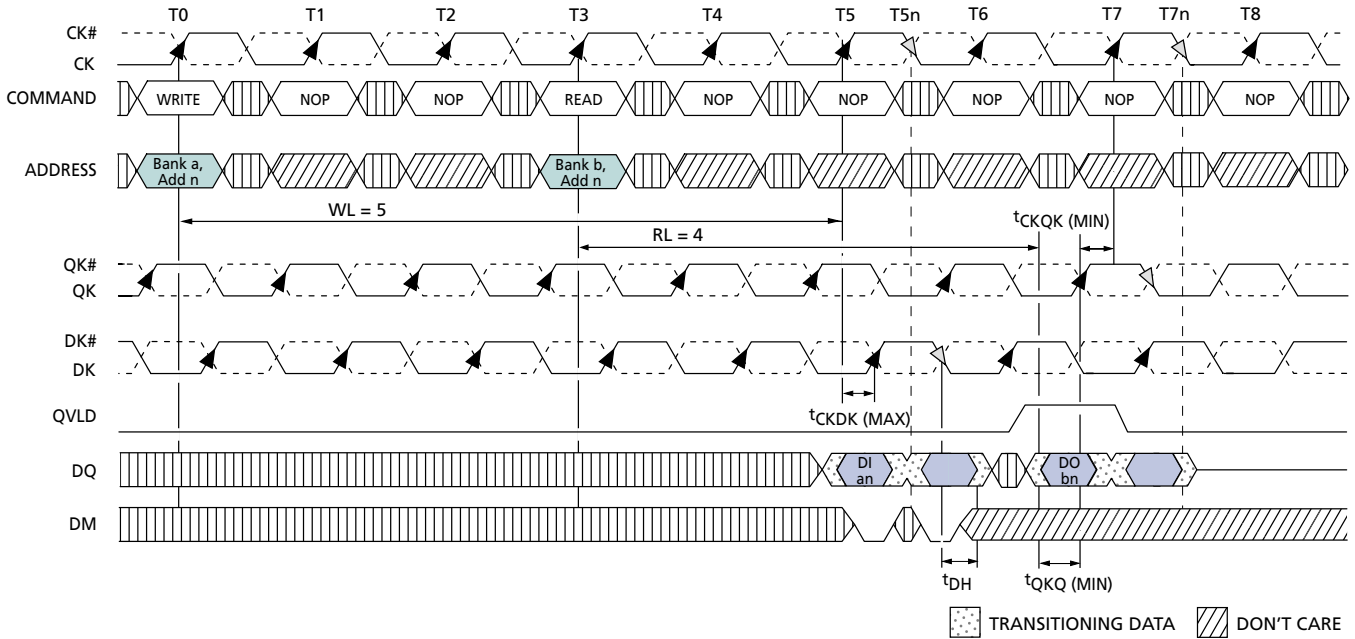 T0 T1 T2 T3 T4 T5 T5n T6 T7 T7n T8
CK#
CK
COMMAND WRITE NOP NOP READ NOP NOP NOP NOP NOP
ADDRESS Bank a, Add n Bank b, Add n
WL = 5
RL = 4
tCKQK (MIN)
QK#
QK
DK#
DK
tCKDK (MAX)
QVLD
DQ DI an DO bn
DM
tDH tQKQ (MIN)
TRANSITIONING DATA DON'T CARE